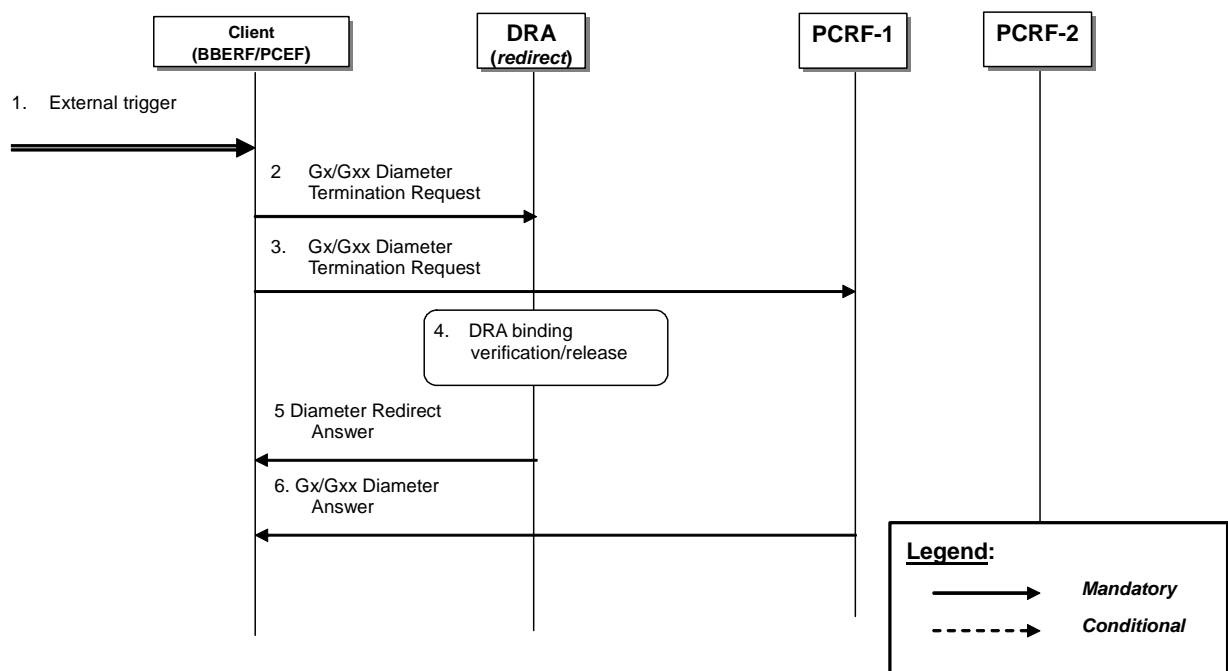 Client
(BBERF/PCEF)
DRA
(redirect)
PCRF-1
PCRF-2
1. External trigger
2 Gx/Gxx Diameter
Termination Request
3. Gx/Gxx Diameter
Termination Request
4. DRA binding
verification/release
5 Diameter Redirect
Answer
6. Gx/Gxx Diameter
Answer
Legend:
Mandatory
Conditional